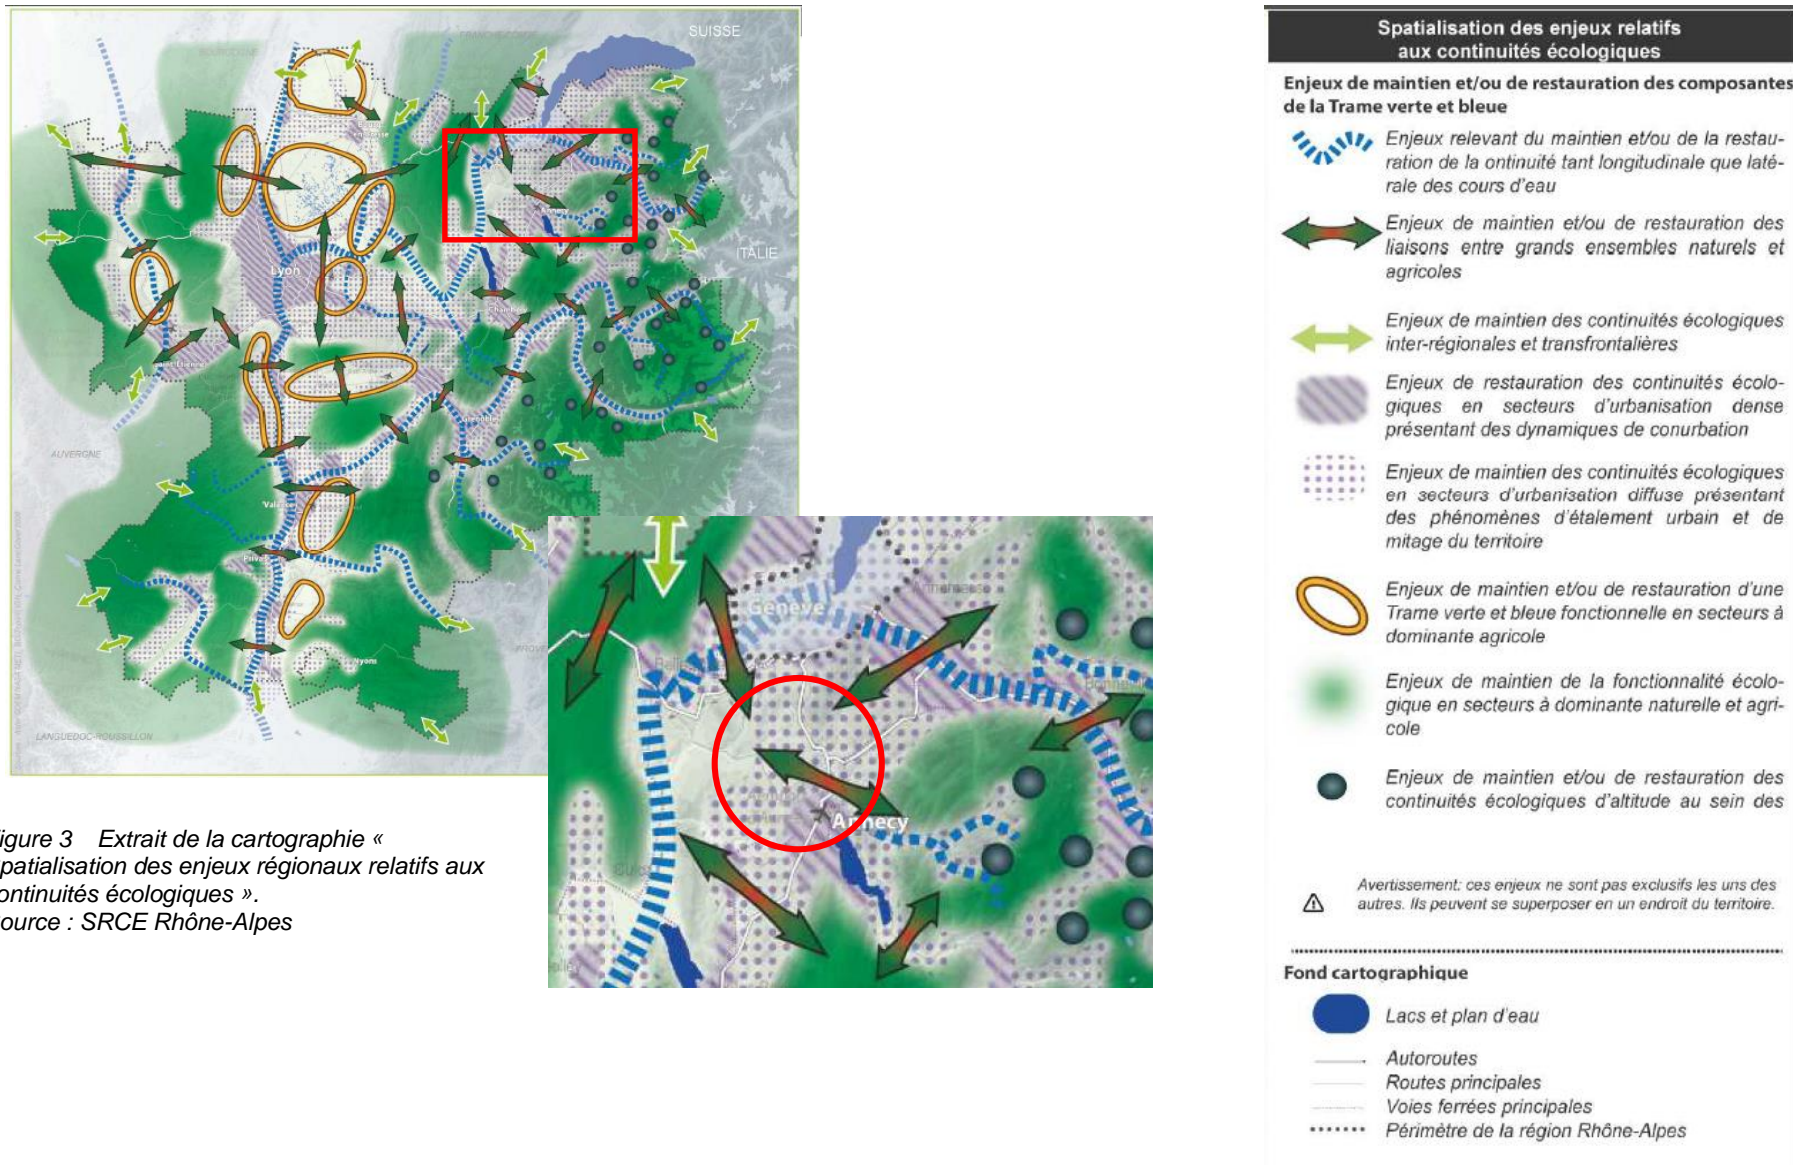 SUISSE
ITALIE
Lyon
Annecy
Grenoble
AUVERGNE
Valence
Privas
Nyons
LANGUEDOC-ROUSSILLON
Genève
Annemasse
Annecy
igure 3 Extrait de la cartographie «
patialisation des enjeux régionaux relatifs aux
ontinuités écologiques ».
ource : SRCE Rhône-Alpes
Spatialisation des enjeux relatifs
aux continuités écologiques
Enjeux de maintien et/ou de restauration des composantes
de la Trame verte et bleue
Enjeux relevant du maintien et/ou de la restau-
ration de la ontinuité tant longitudinale que laté-
rale des cours d'eau
Enjeux de maintien et/ou de restauration des
liaisons entre grands ensembles naturels et
agricoles
Enjeux de maintien des continuités écologiques
inter-régionales et transfrontalières
Enjeux de restauration des continuités écolo-
giques en secteurs d'urbanisation dense
présentant des dynamiques de conurbation
Enjeux de maintien des continuités écologiques
en secteurs d'urbanisation diffuse présentant
des phénomènes d'étalement urbain et de
mitage du territoire
Enjeux de maintien et/ou de restauration d'une
Trame verte et bleue fonctionnelle en secteurs à
dominante agricole
Enjeux de maintien de la fonctionnalité écolo-
gique en secteurs à dominante naturelle et agri-
cole
Enjeux de maintien et/ou de restauration des
continuités écologiques d'altitude au sein des
Avertissement: ces enjeux ne sont pas exclusifs les uns des
autres. Ils peuvent se superposer en un endroit du territoire.
Fond cartographique
Lacs et plan d'eau
Autoroutes
Routes principales
Voies ferrées principales
Périmètre de la région Rhône-Alpes